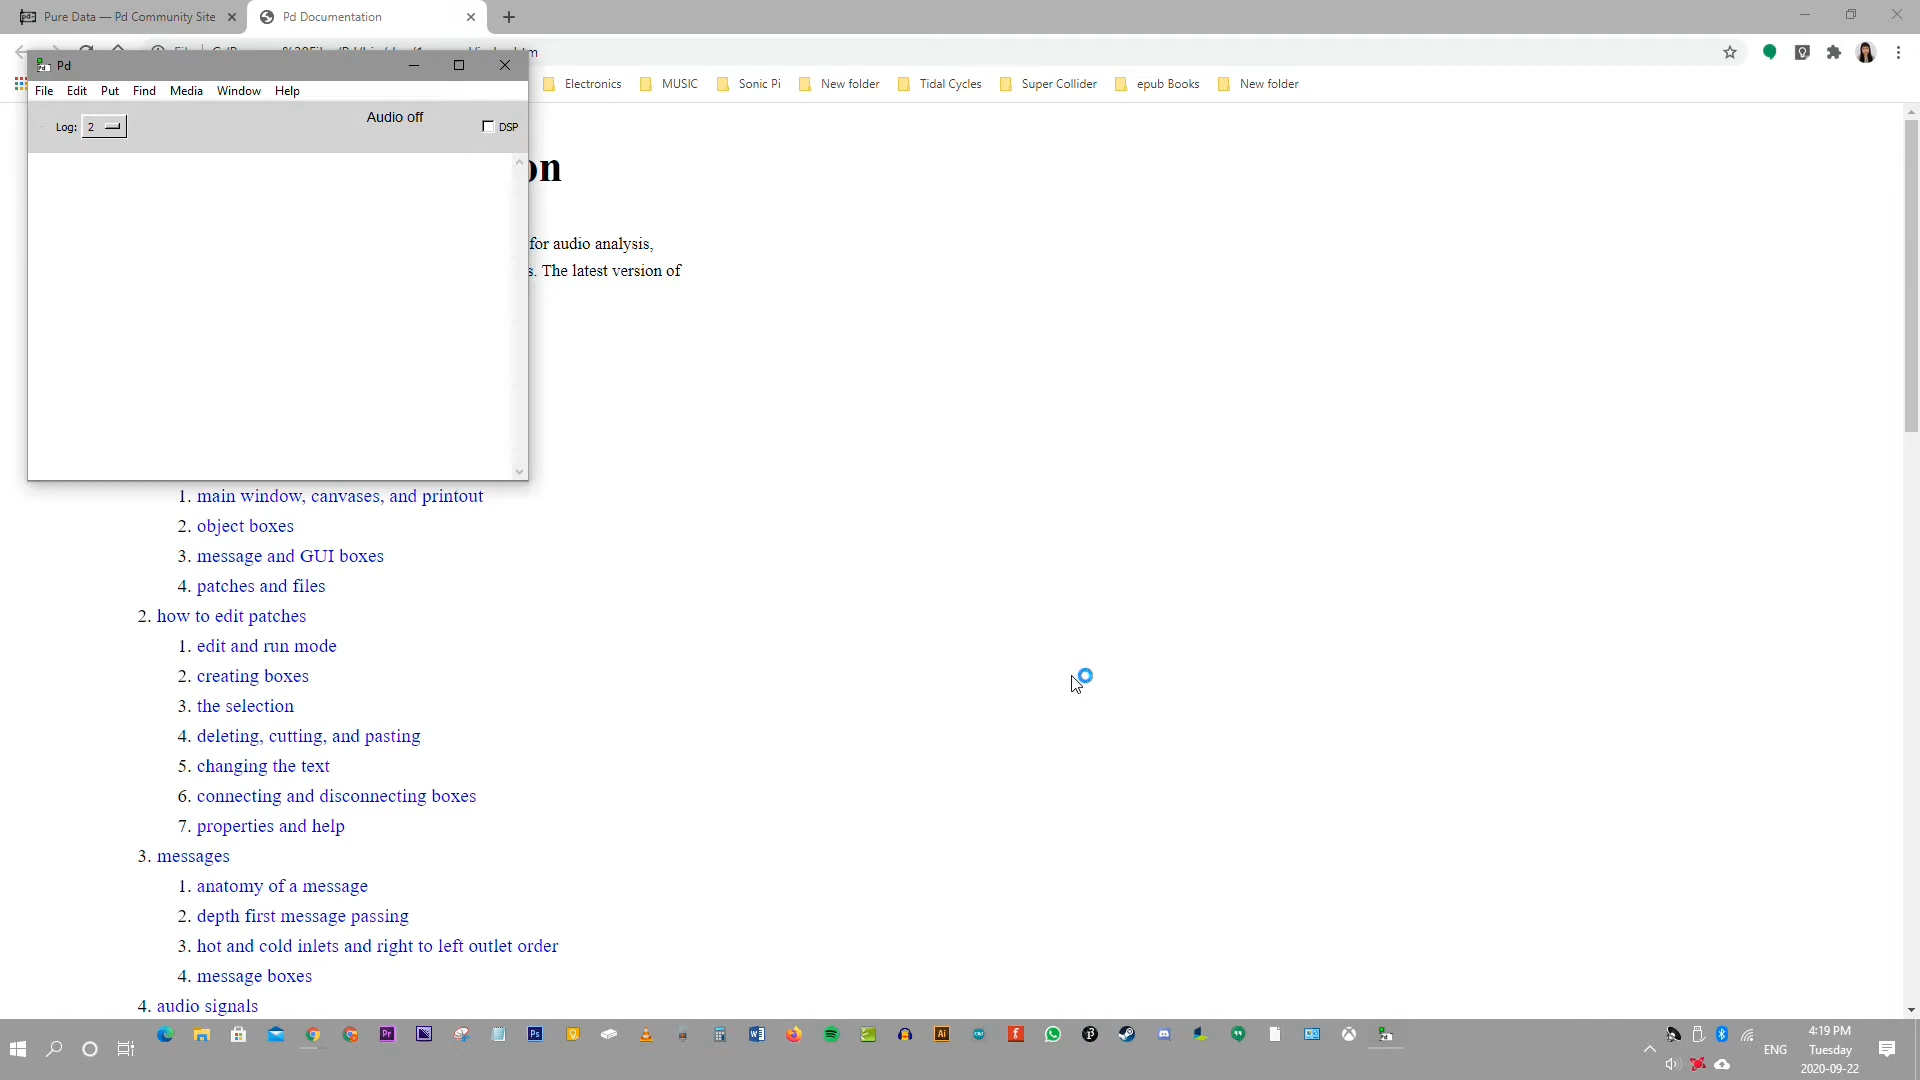 Pure Data — Pd Community Site
Pd Documentation
Pd
File Edit Put Find Media Window Help
Electronics
MUSIC
Sonic Pi
New folder
Tidal Cycles
Super Collider
epub Books
New folder
Log: 2
Audio off
DSP
on
for audio analysis,
s. The latest version of
1. main window, canvases, and printout
2. object boxes
3. message and GUI boxes
4. patches and files
2. how to edit patches
1. edit and run mode
2. creating boxes
3. the selection
4. deleting, cutting, and pasting
5. changing the text
6. connecting and disconnecting boxes
7. properties and help
3. messages
1. anatomy of a message
2. depth first message passing
3. hot and cold inlets and right to left outlet order
4. message boxes
4. audio signals
ENG
4:19 PM
Tuesday
2020-09-22